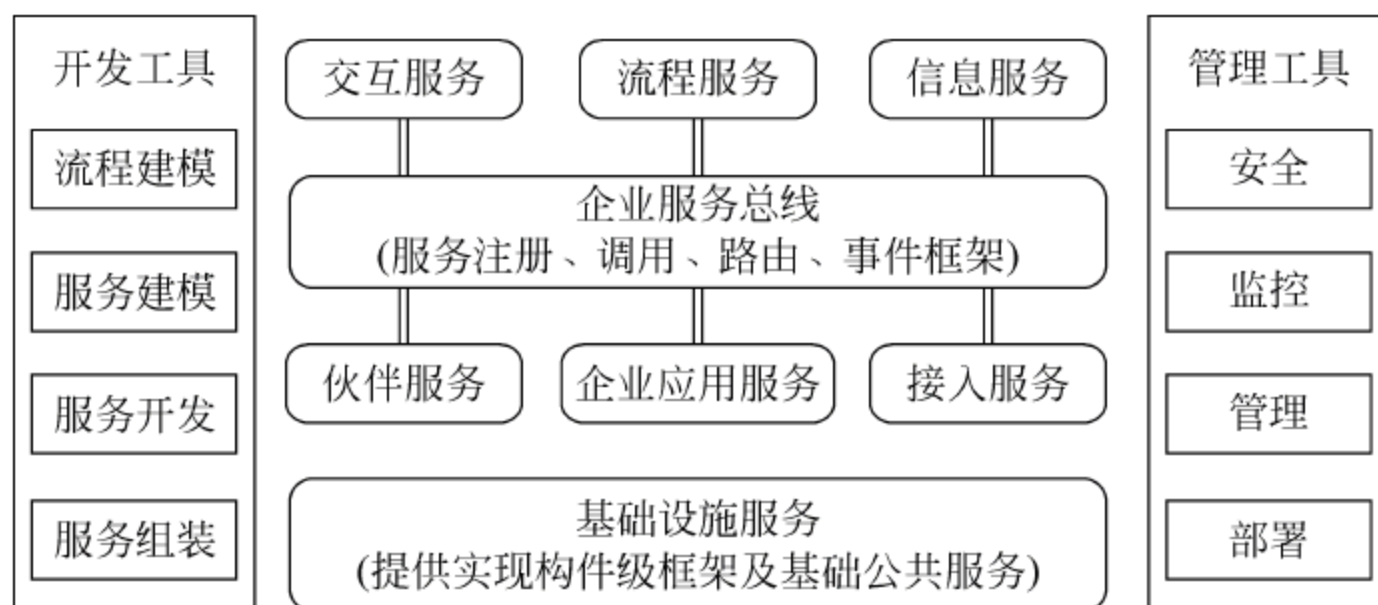 开发工具
流程建模
服务建模
服务开发
服务组装
交互服务
流程服务
信息服务
企业服务总线
(服务注册、调用、路由、事件框架)
伙伴服务
企业应用服务
接入服务
基础设施服务
(提供实现构件级框架及基础公共服务)
管理工具
安全
监控
管理
部署